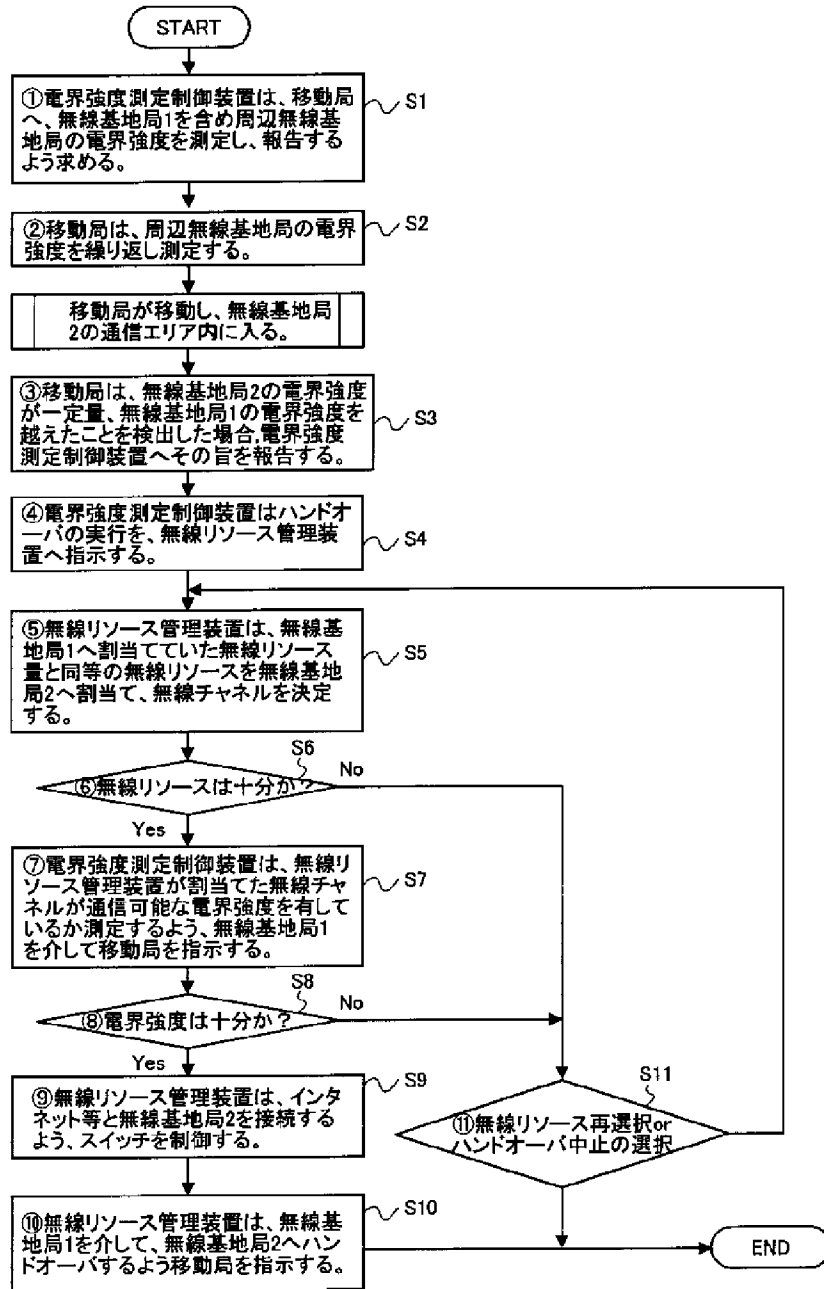 START
①電界強度測定制御装置は、移動局
へ、無線基地局1を含め周辺無線基
地局の電界強度を測定し、報告する
よう求める。
S1
②移動局は、周辺無線基地局の電界
強度を繰り返し測定する。
S2
移動局が移動し、無線基地局
2の通信エリア内に入る。
③移動局は、無線基地局2の電界強度
が一定量、無線基地局1の電界強度を
越えたことを検出した場合,電界強度
測定制御装置へその旨を報告する。
S3
④電界強度測定制御装置はハンドオ
ーバの実行を、無線リソース管理装
置へ指示する。
S4
⑤無線リソース管理装置は、無線基
地局1へ割当てていた無線リソース
量と同等の無線リソースを無線基地
局2へ割当て、無線チャネルを決定
する。
S5
S6
⑥無線リソースは十分か?
No
Yes
⑦電界強度測定制御装置は、無線リ
ソース管理装置が割当てた無線チャ
ネルが通信可能な電界強度を有して
いるか測定するよう、無線基地局1
を介して移動局を指示する。
S7
S8
⑧電界強度は十分か?
No
Yes
⑨無線リソース管理装置は、インタ
ネット等と無線基地局2を接続する
よう、スイッチを制御する。
S9
S11
⑪無線リソース再選択or
ハンドオーバ中止の選択
⑩無線リソース管理装置は、無線基
地局1を介して、無線基地局2へハン
ドオーバするよう移動局を指示する。
S10
END